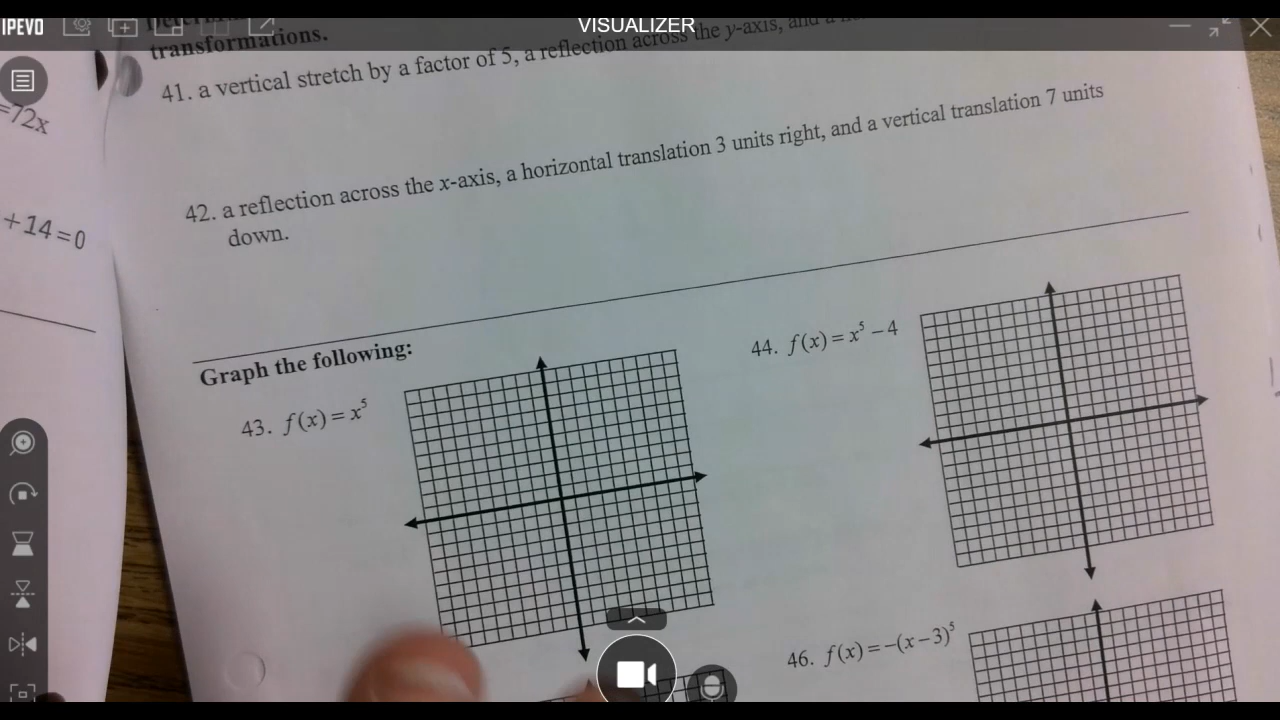 IPEVO
VISUALIZER
transformations.
41. a vertical stretch by a factor of 5, a reflection across the y-axis, and a
=72x
42. a reflection across the x-axis, a horizontal translation 3 units right, and a vertical translation 7 units
down.
+14=0
Graph the following:
43. f(x) = x⁵
44. f(x) = x⁵ − 4
46. f(x) = −(x − 3)⁵